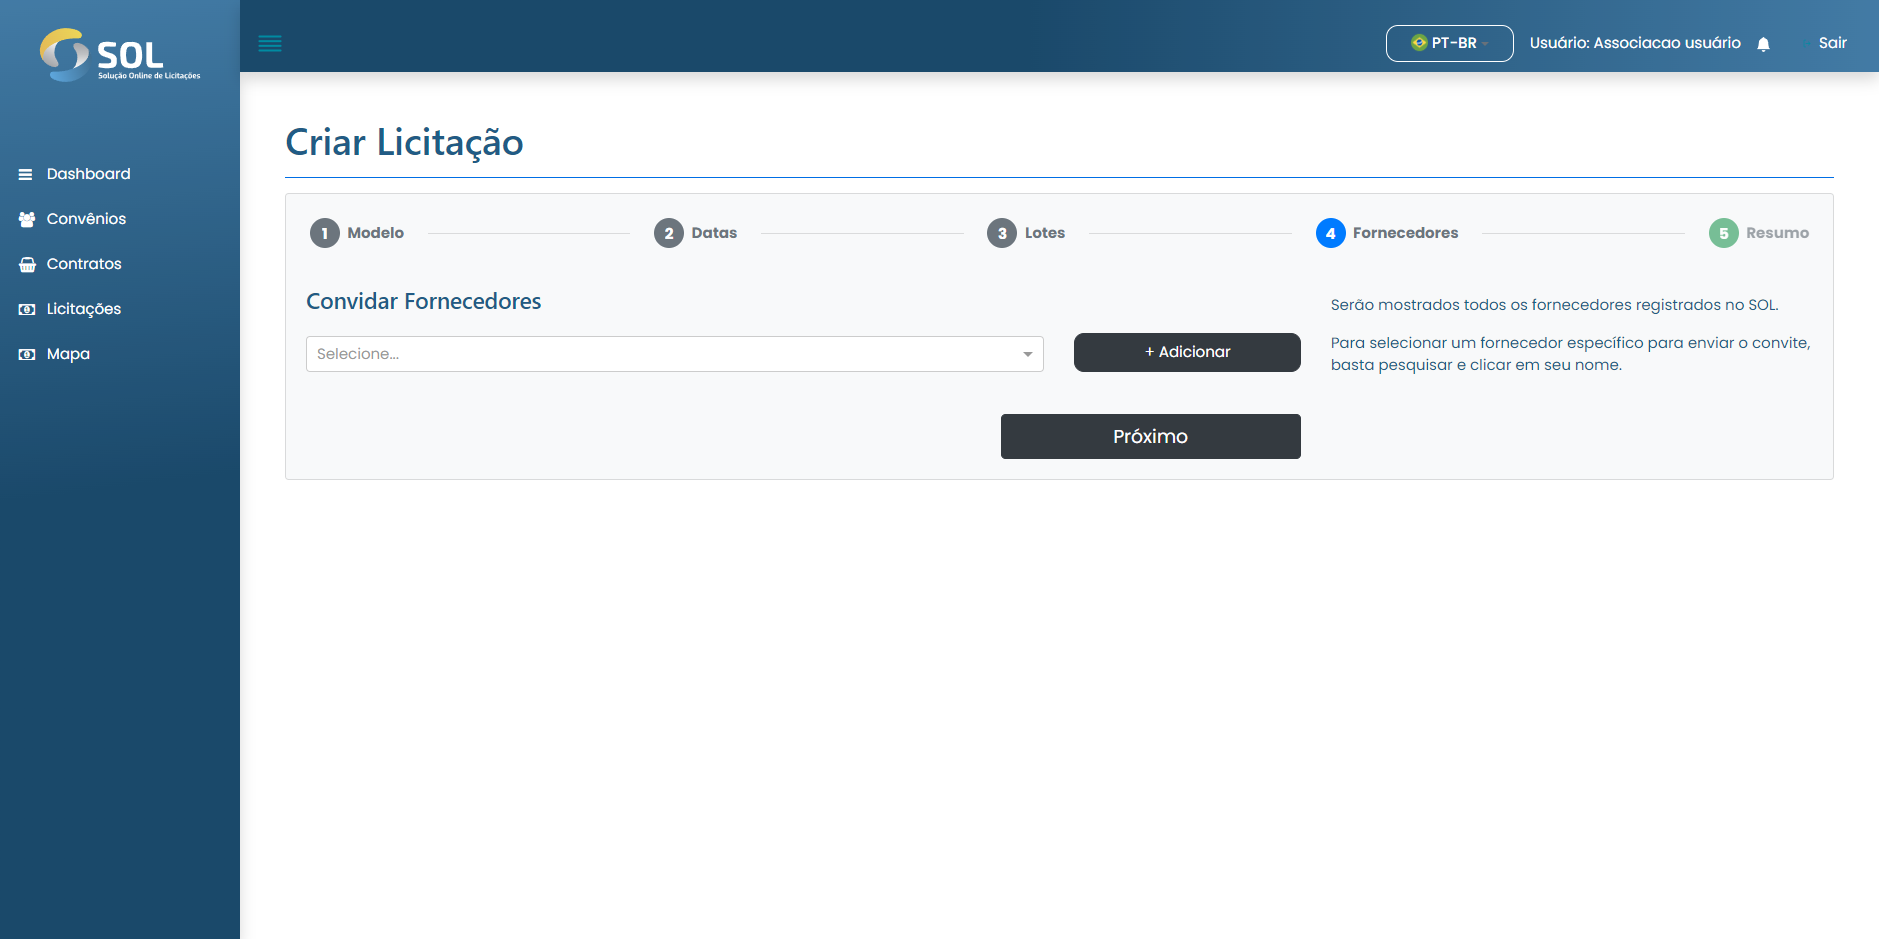 SOL
Solução Online de Licitações
PT-BR
Usuário: Associacao usuário
Sair
Dashboard
Convênios
Contratos
Licitações
Mapa
Criar Licitação
1 Modelo
2 Datas
3 Lotes
4 Fornecedores
5 Resumo
Convidar Fornecedores
Selecione...
+ Adicionar
Próximo
Serão mostrados todos os fornecedores registrados no SOL.
Para selecionar um fornecedor específico para enviar o convite,
basta pesquisar e clicar em seu nome.